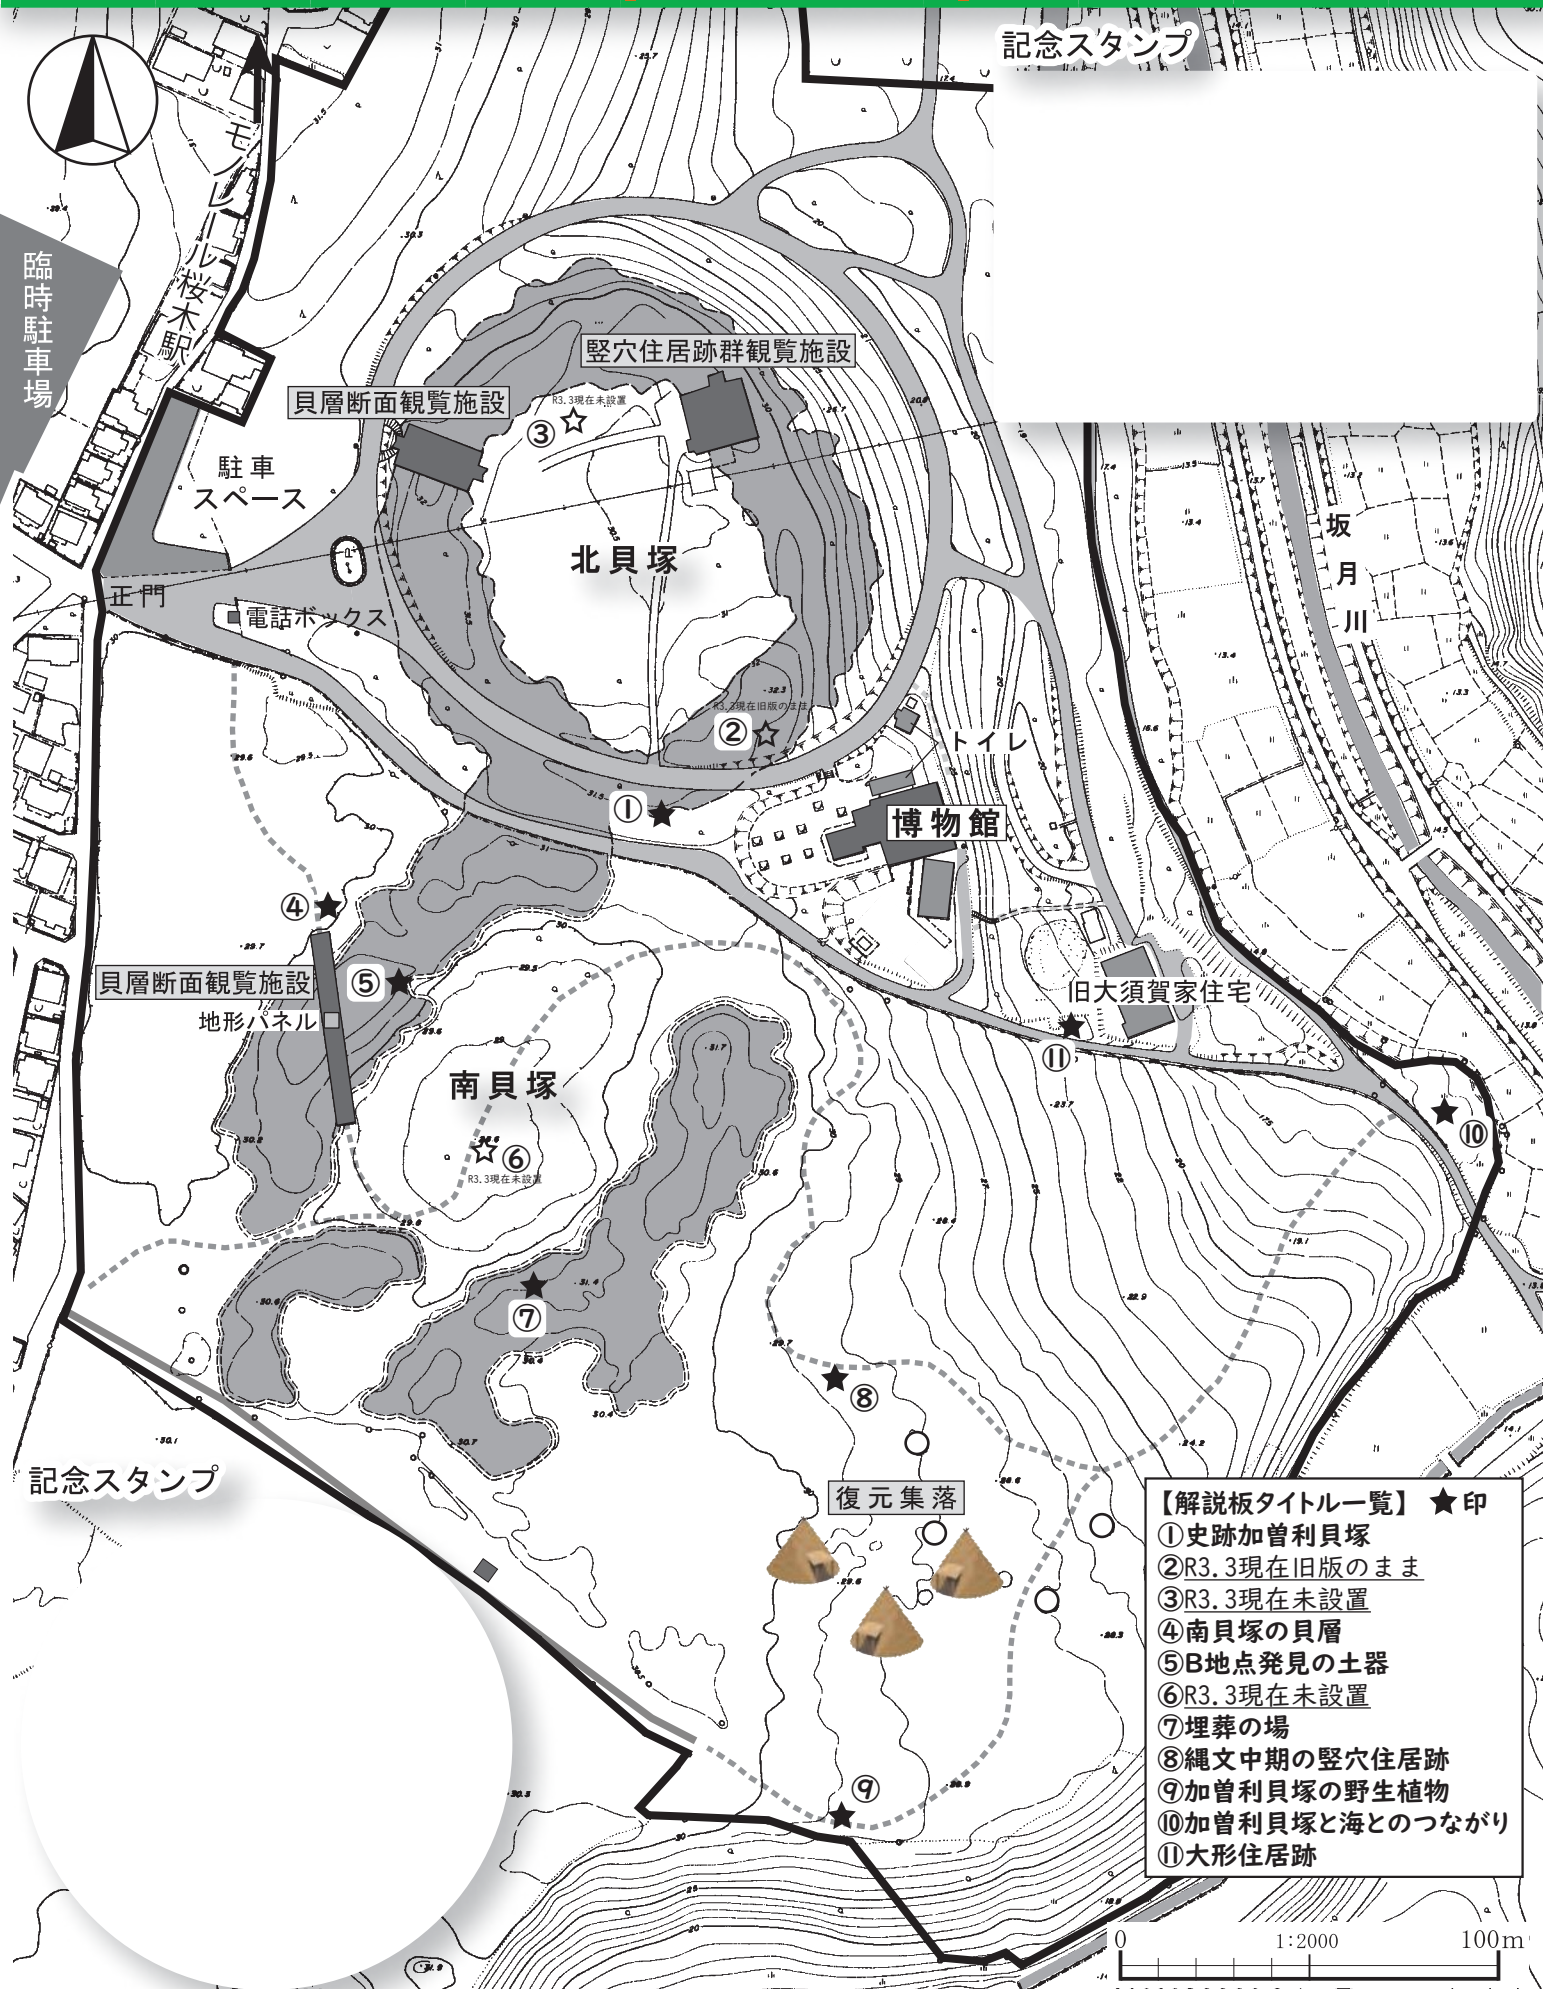 記念スタンプ
モノレール桜木駅
臨時駐車場
竪穴住居跡群観覧施設
貝層断面観覧施設
R3.3現在未設置
③
駐車
スペース
北貝塚
坂月川
正門
電話ボックス
R3.3現在旧版のまま
②
トイレ
①
博物館
④
貝層断面観覧施設
⑤
地形パネル
旧大須賀家住宅
⑪
南貝塚
⑩
⑥
R3.3現在未設置
⑦
⑧
記念スタンプ
復元集落
⑨
【解説板タイトル一覧】 ★印
①史跡加曽利貝塚
②R3.3現在旧版のまま
③R3.3現在未設置
④南貝塚の貝層
⑤B地点発見の土器
⑥R3.3現在未設置
⑦埋葬の場
⑧縄文中期の竪穴住居跡
⑨加曽利貝塚の野生植物
⑩加曽利貝塚と海とのつながり
⑪大形住居跡
0 1:2000 100m